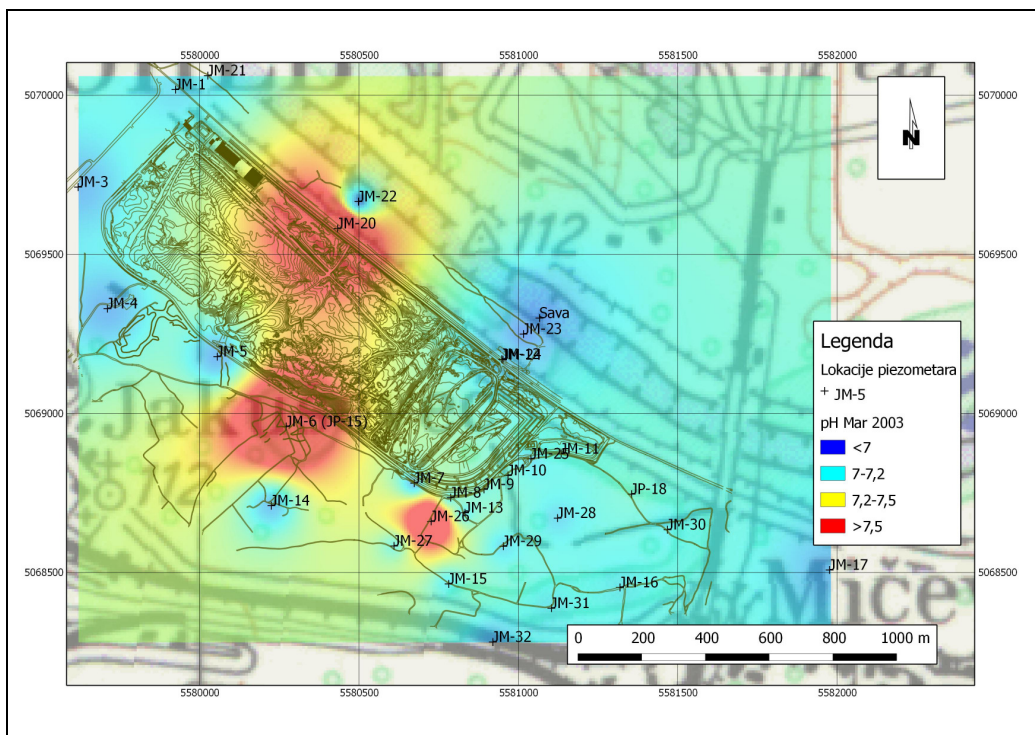 5580000 5580500 5581000 5581500 5582000
JM-21
JM-1
5070000 5070000
N
JM-3
JM-22
JM-20
112
5069500 5069500
JM-4
Sava
JM-23
JM-5
Legenda
Lokacije piezometara
JM-5
pH Mar 2003
<7
7-7,2
7,2-7,5
>7,5
5069000 5069000
JM-6 (JP-15)
JM-11
JM-25
JM-10
JM-7
JM-9
JM-8
JP-18
JM-14
JM-13
JM-26
JM-28
JM-30
JM-27
JM-29
5068500 5068500
JM-17
JM-15
JM-16
JM-31
JM-32
0 200 400 600 800 1000 m
5580000 5580500 5581000 5581500 5582000